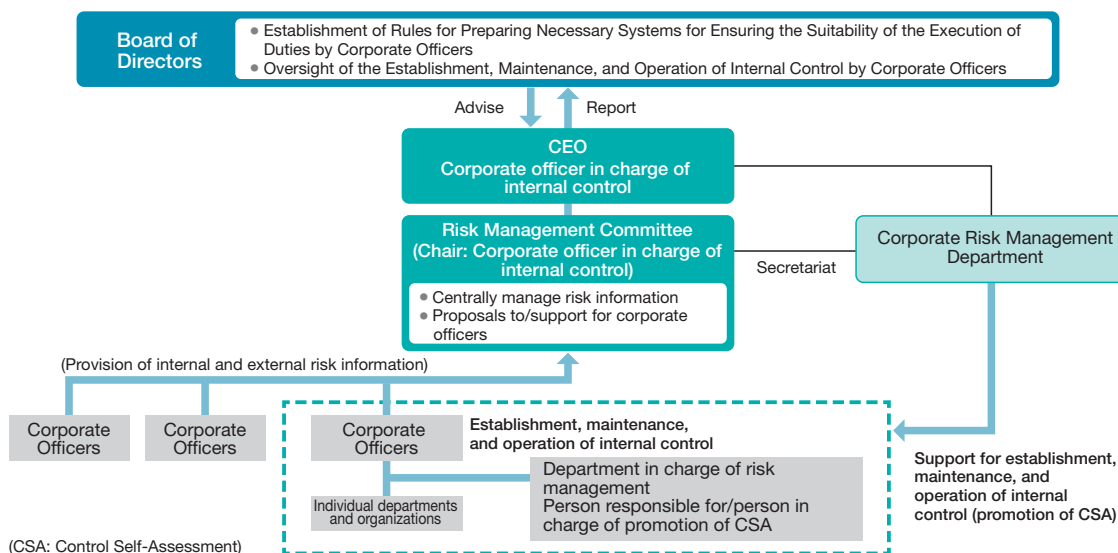 Board of
Directors
● Establishment of Rules for Preparing Necessary Systems for Ensuring the Suitability of the Execution of
Duties by Corporate Officers
● Oversight of the Establishment, Maintenance, and Operation of Internal Control by Corporate Officers
Advise
Report
CEO
Corporate officer in charge of
internal control
Risk Management Committee
(Chair: Corporate officer in charge of
internal control)
● Centrally manage risk information
● Proposals to/support for corporate
officers
Secretariat
Corporate Risk Management
Department
(Provision of internal and external risk information)
Corporate
Officers
Corporate
Officers
Corporate
Officers
Establishment, maintenance,
and operation of internal control
Individual departments
and organizations
Department in charge of risk
management
Person responsible for/person in
charge of promotion of CSA
Support for establishment,
maintenance, and
operation of internal
control (promotion of CSA)
(CSA: Control Self-Assessment)